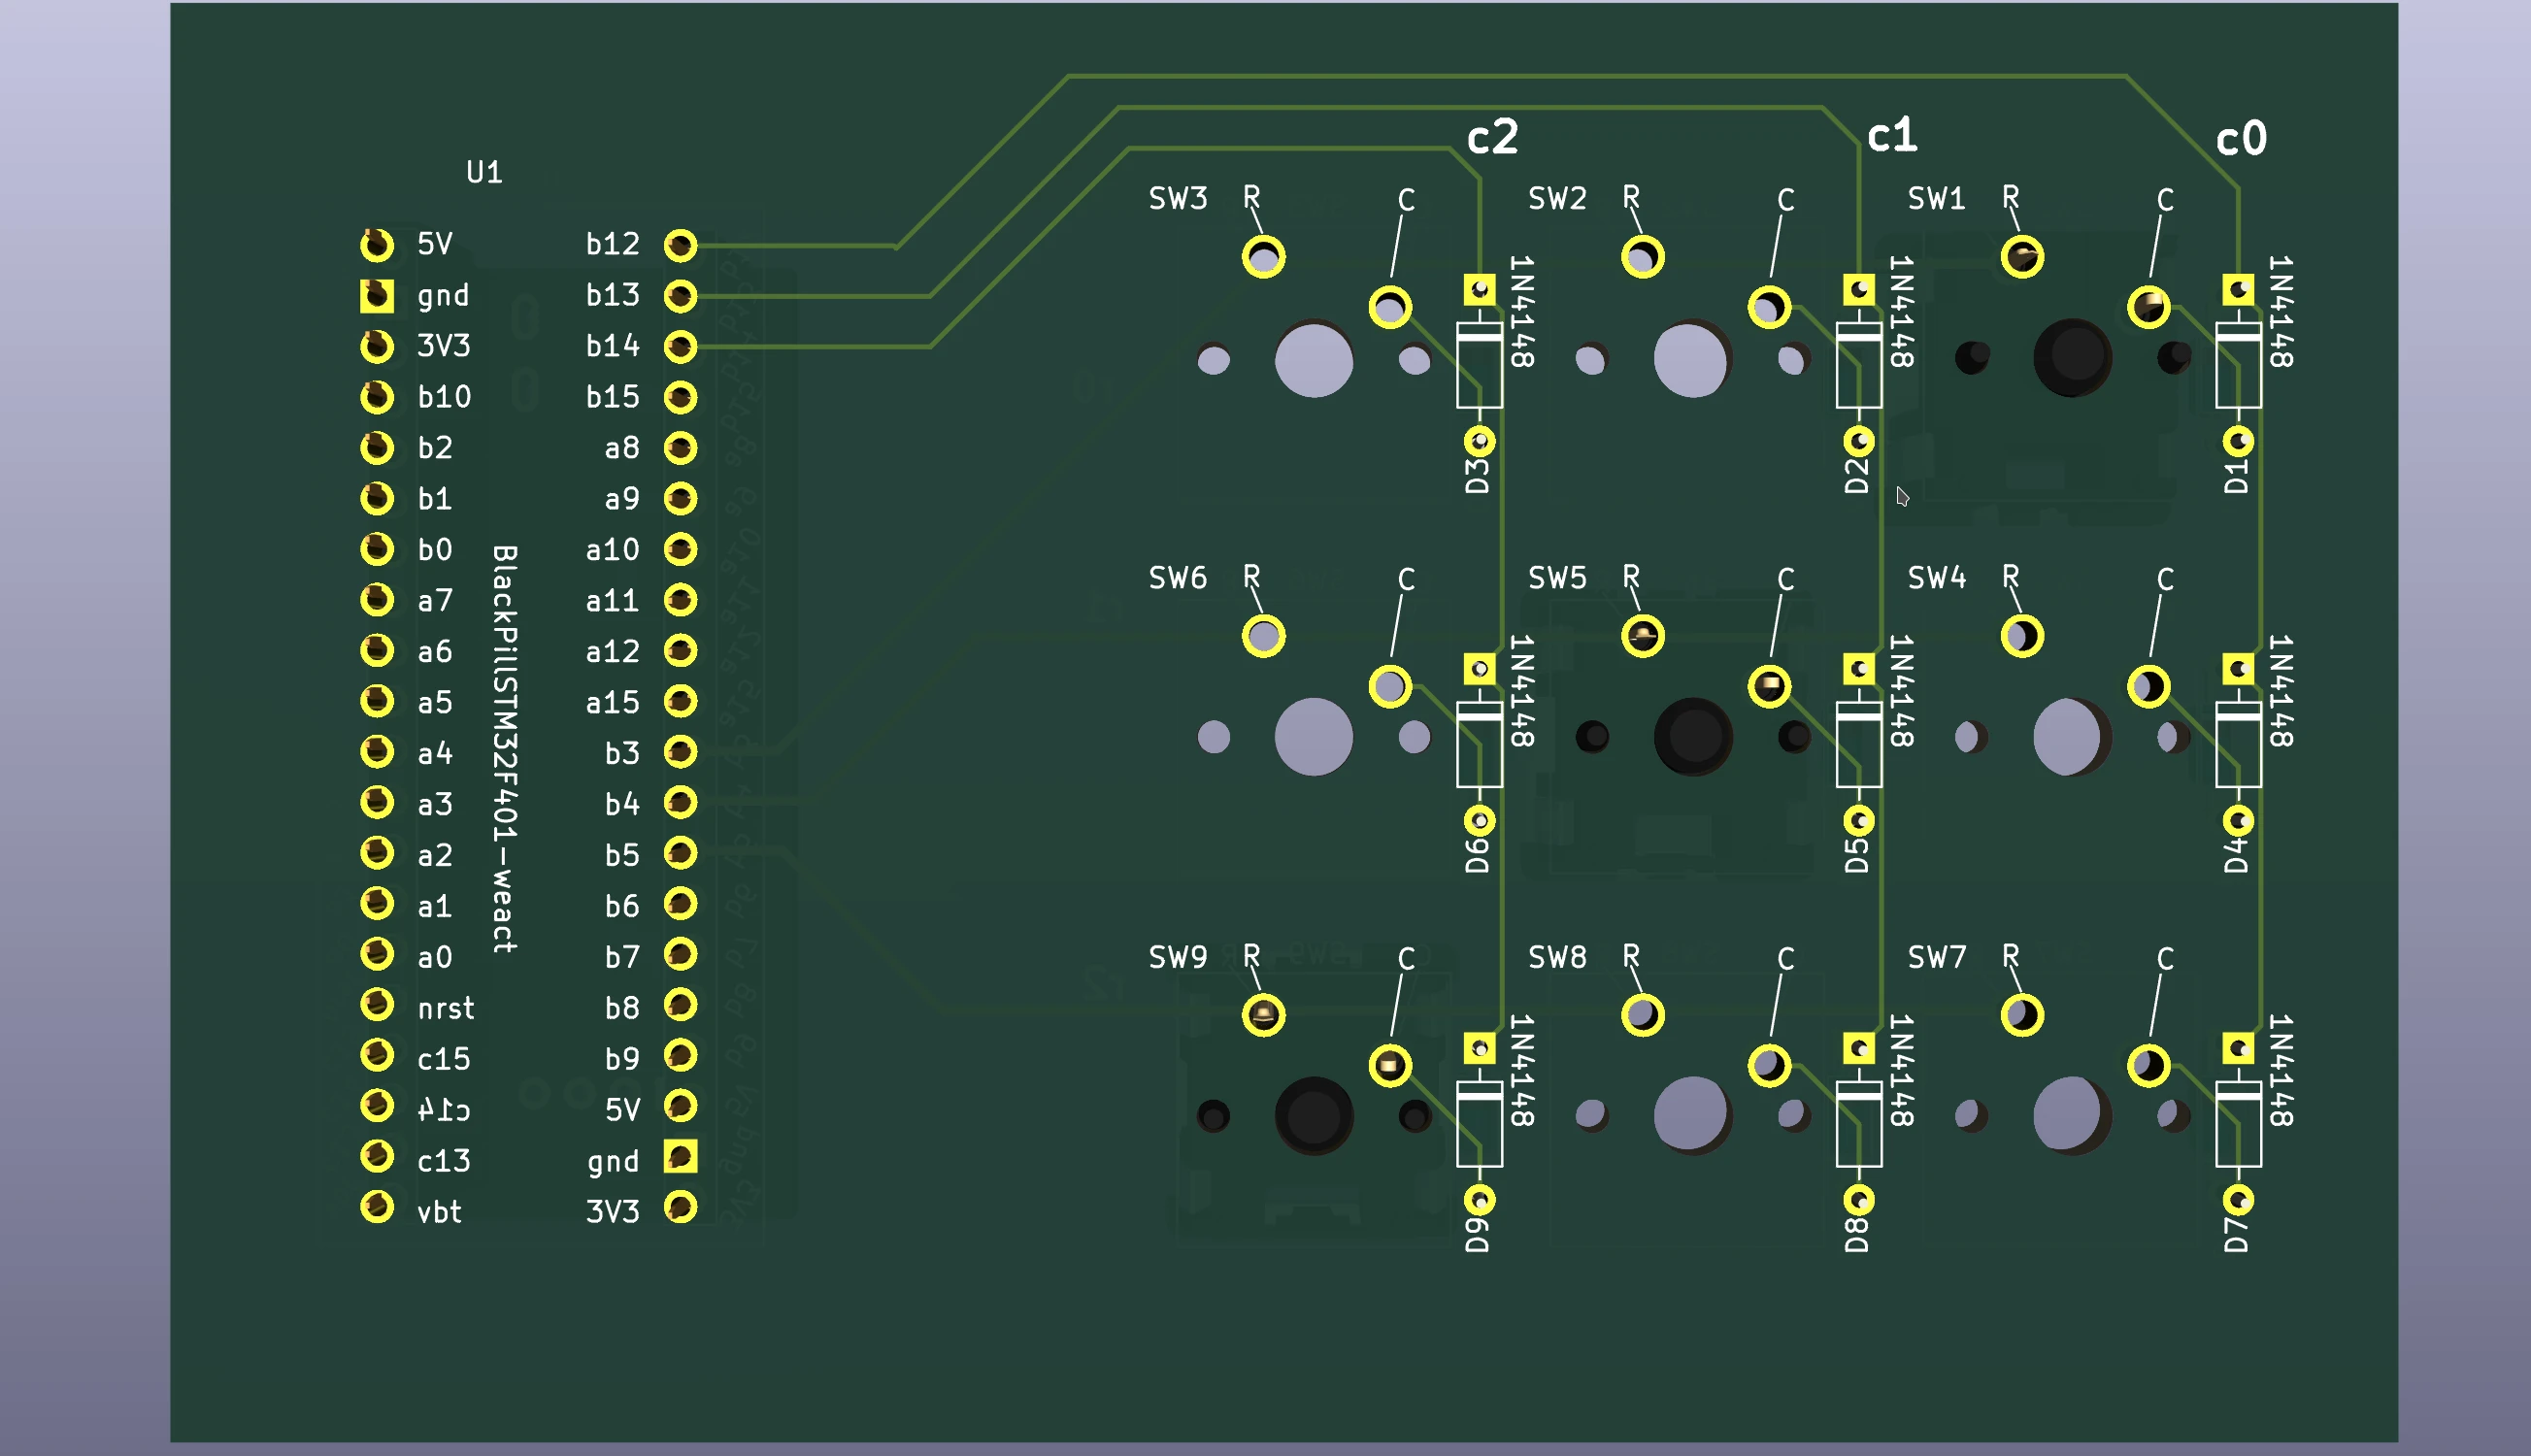 c2 c1 c0
U1
SW3 R C SW2 R C SW1 R C
5V b12
gnd b13
3V3 b14
b10 b15
b2 a8
b1 a9
b0 a10
a7 a11
a6 a12
a5 a15
a4 b3
a3 b4
a2 b5
a1 b6
a0 b7
nrst b8
c15 b9
c14 5V
c13 gnd
vbt 3V3
BlackPillSTM32F401-weact
1N4148 1N4148 1N4148
D3 D2 D1
SW6 R C SW5 R C SW4 R C
1N4148 1N4148 1N4148
D6 D5 D4
SW9 R C SW8 R C SW7 R C
1N4148 1N4148 1N4148
D9 D8 D7